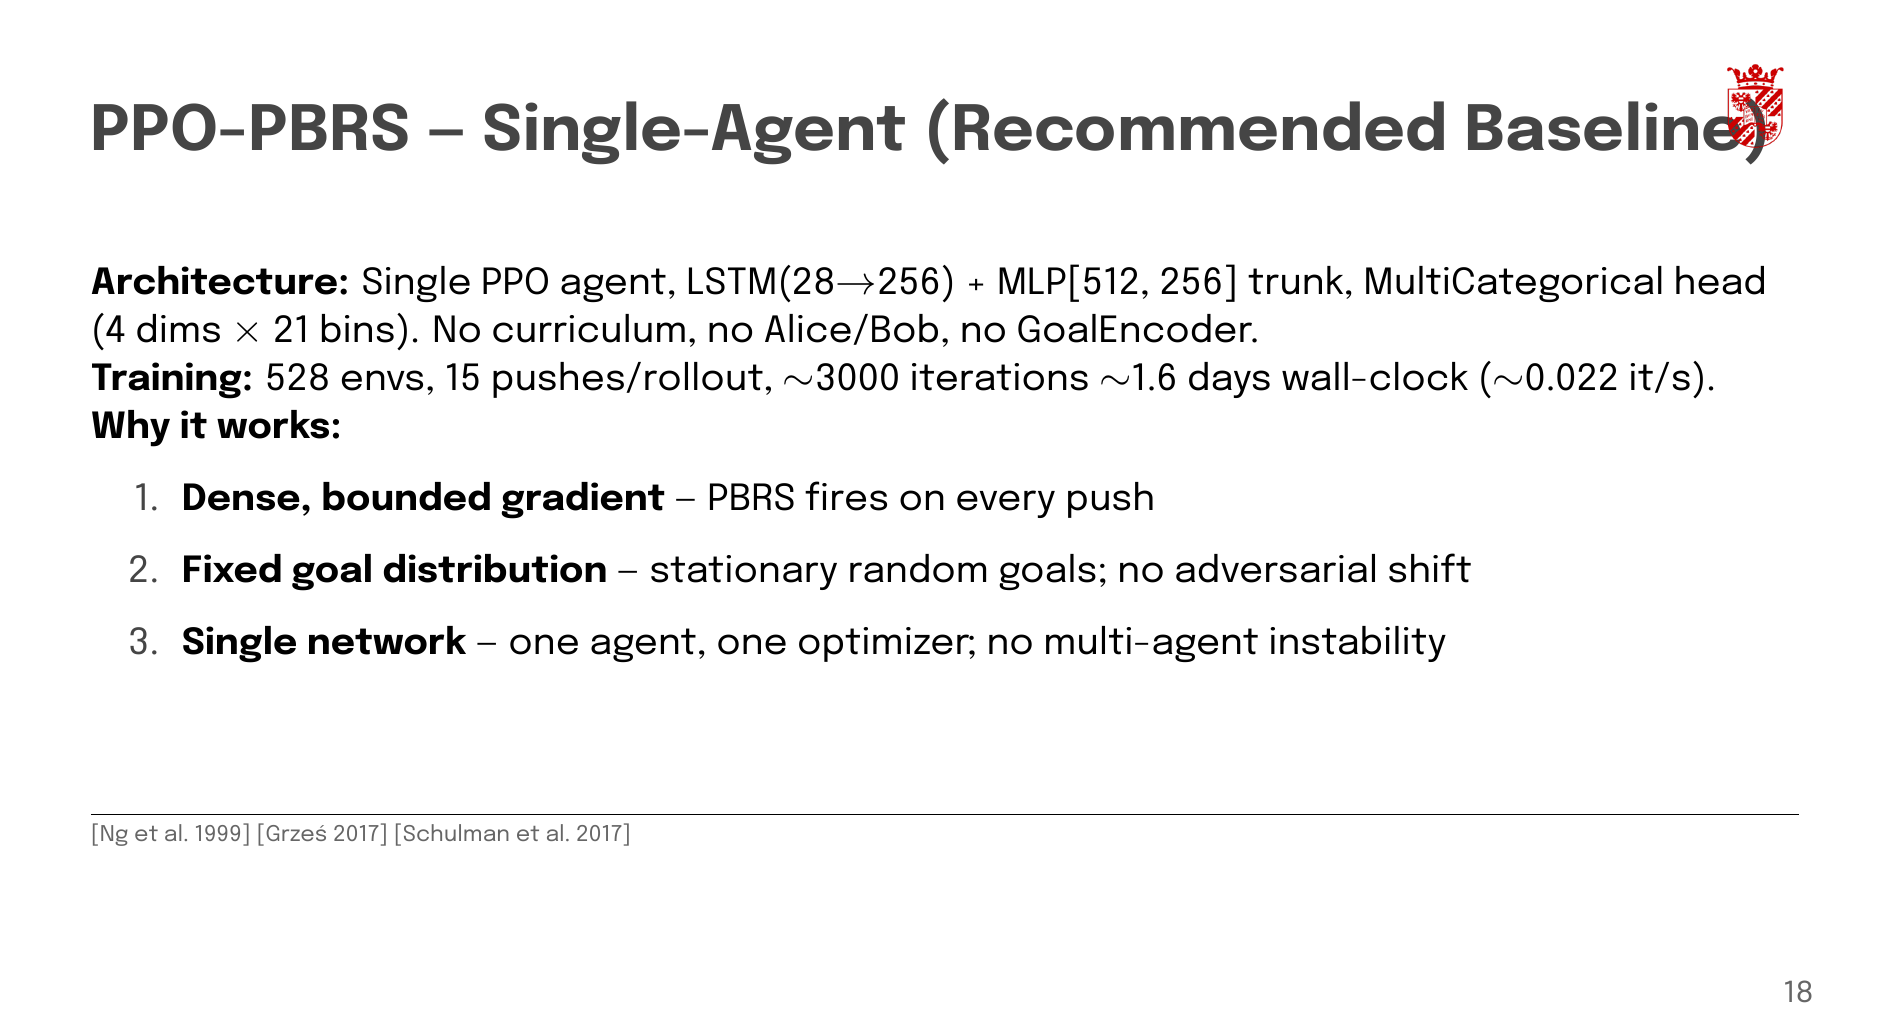 PPO-PBRS – Single-Agent (Recommended Baseline)
Architecture: Single PPO agent, LSTM(28→256) + MLP[512, 256] trunk, MultiCategorical head
(4 dims × 21 bins). No curriculum, no Alice/Bob, no GoalEncoder.
Training: 528 envs, 15 pushes/rollout, ∼3000 iterations ∼1.6 days wall-clock (∼0.022 it/s).
Why it works:
1. Dense, bounded gradient – PBRS fires on every push
2. Fixed goal distribution – stationary random goals; no adversarial shift
3. Single network – one agent, one optimizer; no multi-agent instability
[Ng et al. 1999] [Grześ 2017] [Schulman et al. 2017]
18